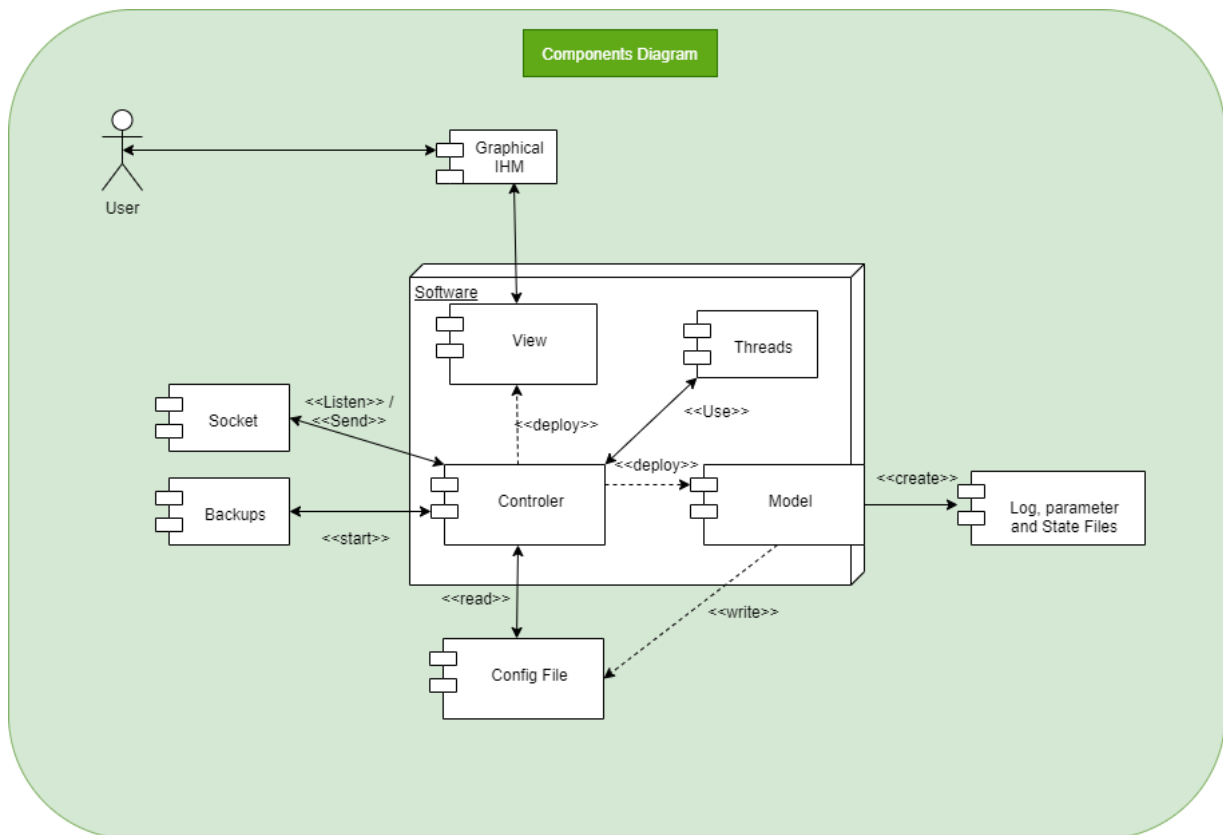 Components Diagram
Graphical
IHM
User
Software
View
Threads
Socket
<<Listen>> /
<<Send>>
<<Use>>
<<deploy>>
<<deploy>>
Controler
Model
<<create>>
Log, parameter
and State Files
Backups
<<start>>
<<read>>
<<write>>
Config File